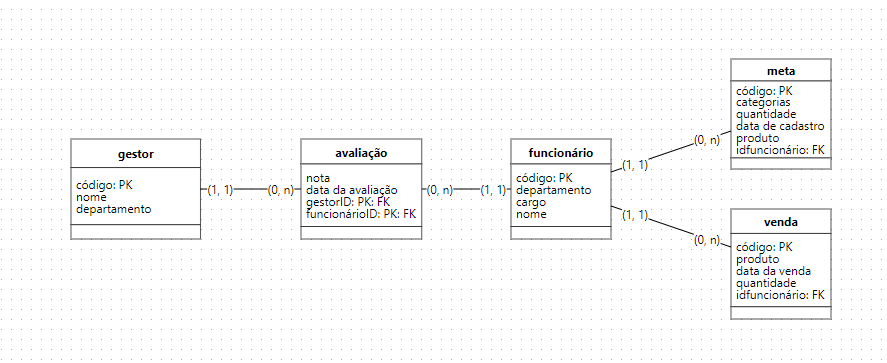 gestor
código: PK
nome
departamento
(1, 1)
(0, n)
avaliação
nota
data da avaliação
gestorID: PK: FK
funcionárioID: PK: FK
(0, n)
(1, 1)
funcionário
código: PK
departamento
cargo
nome
(1, 1)
(0, n)
meta
código: PK
categorias
quantidade
data de cadastro
produto
idfuncionário: FK
(1, 1)
(0, n)
venda
código: PK
produto
data da venda
quantidade
idfuncionário: FK